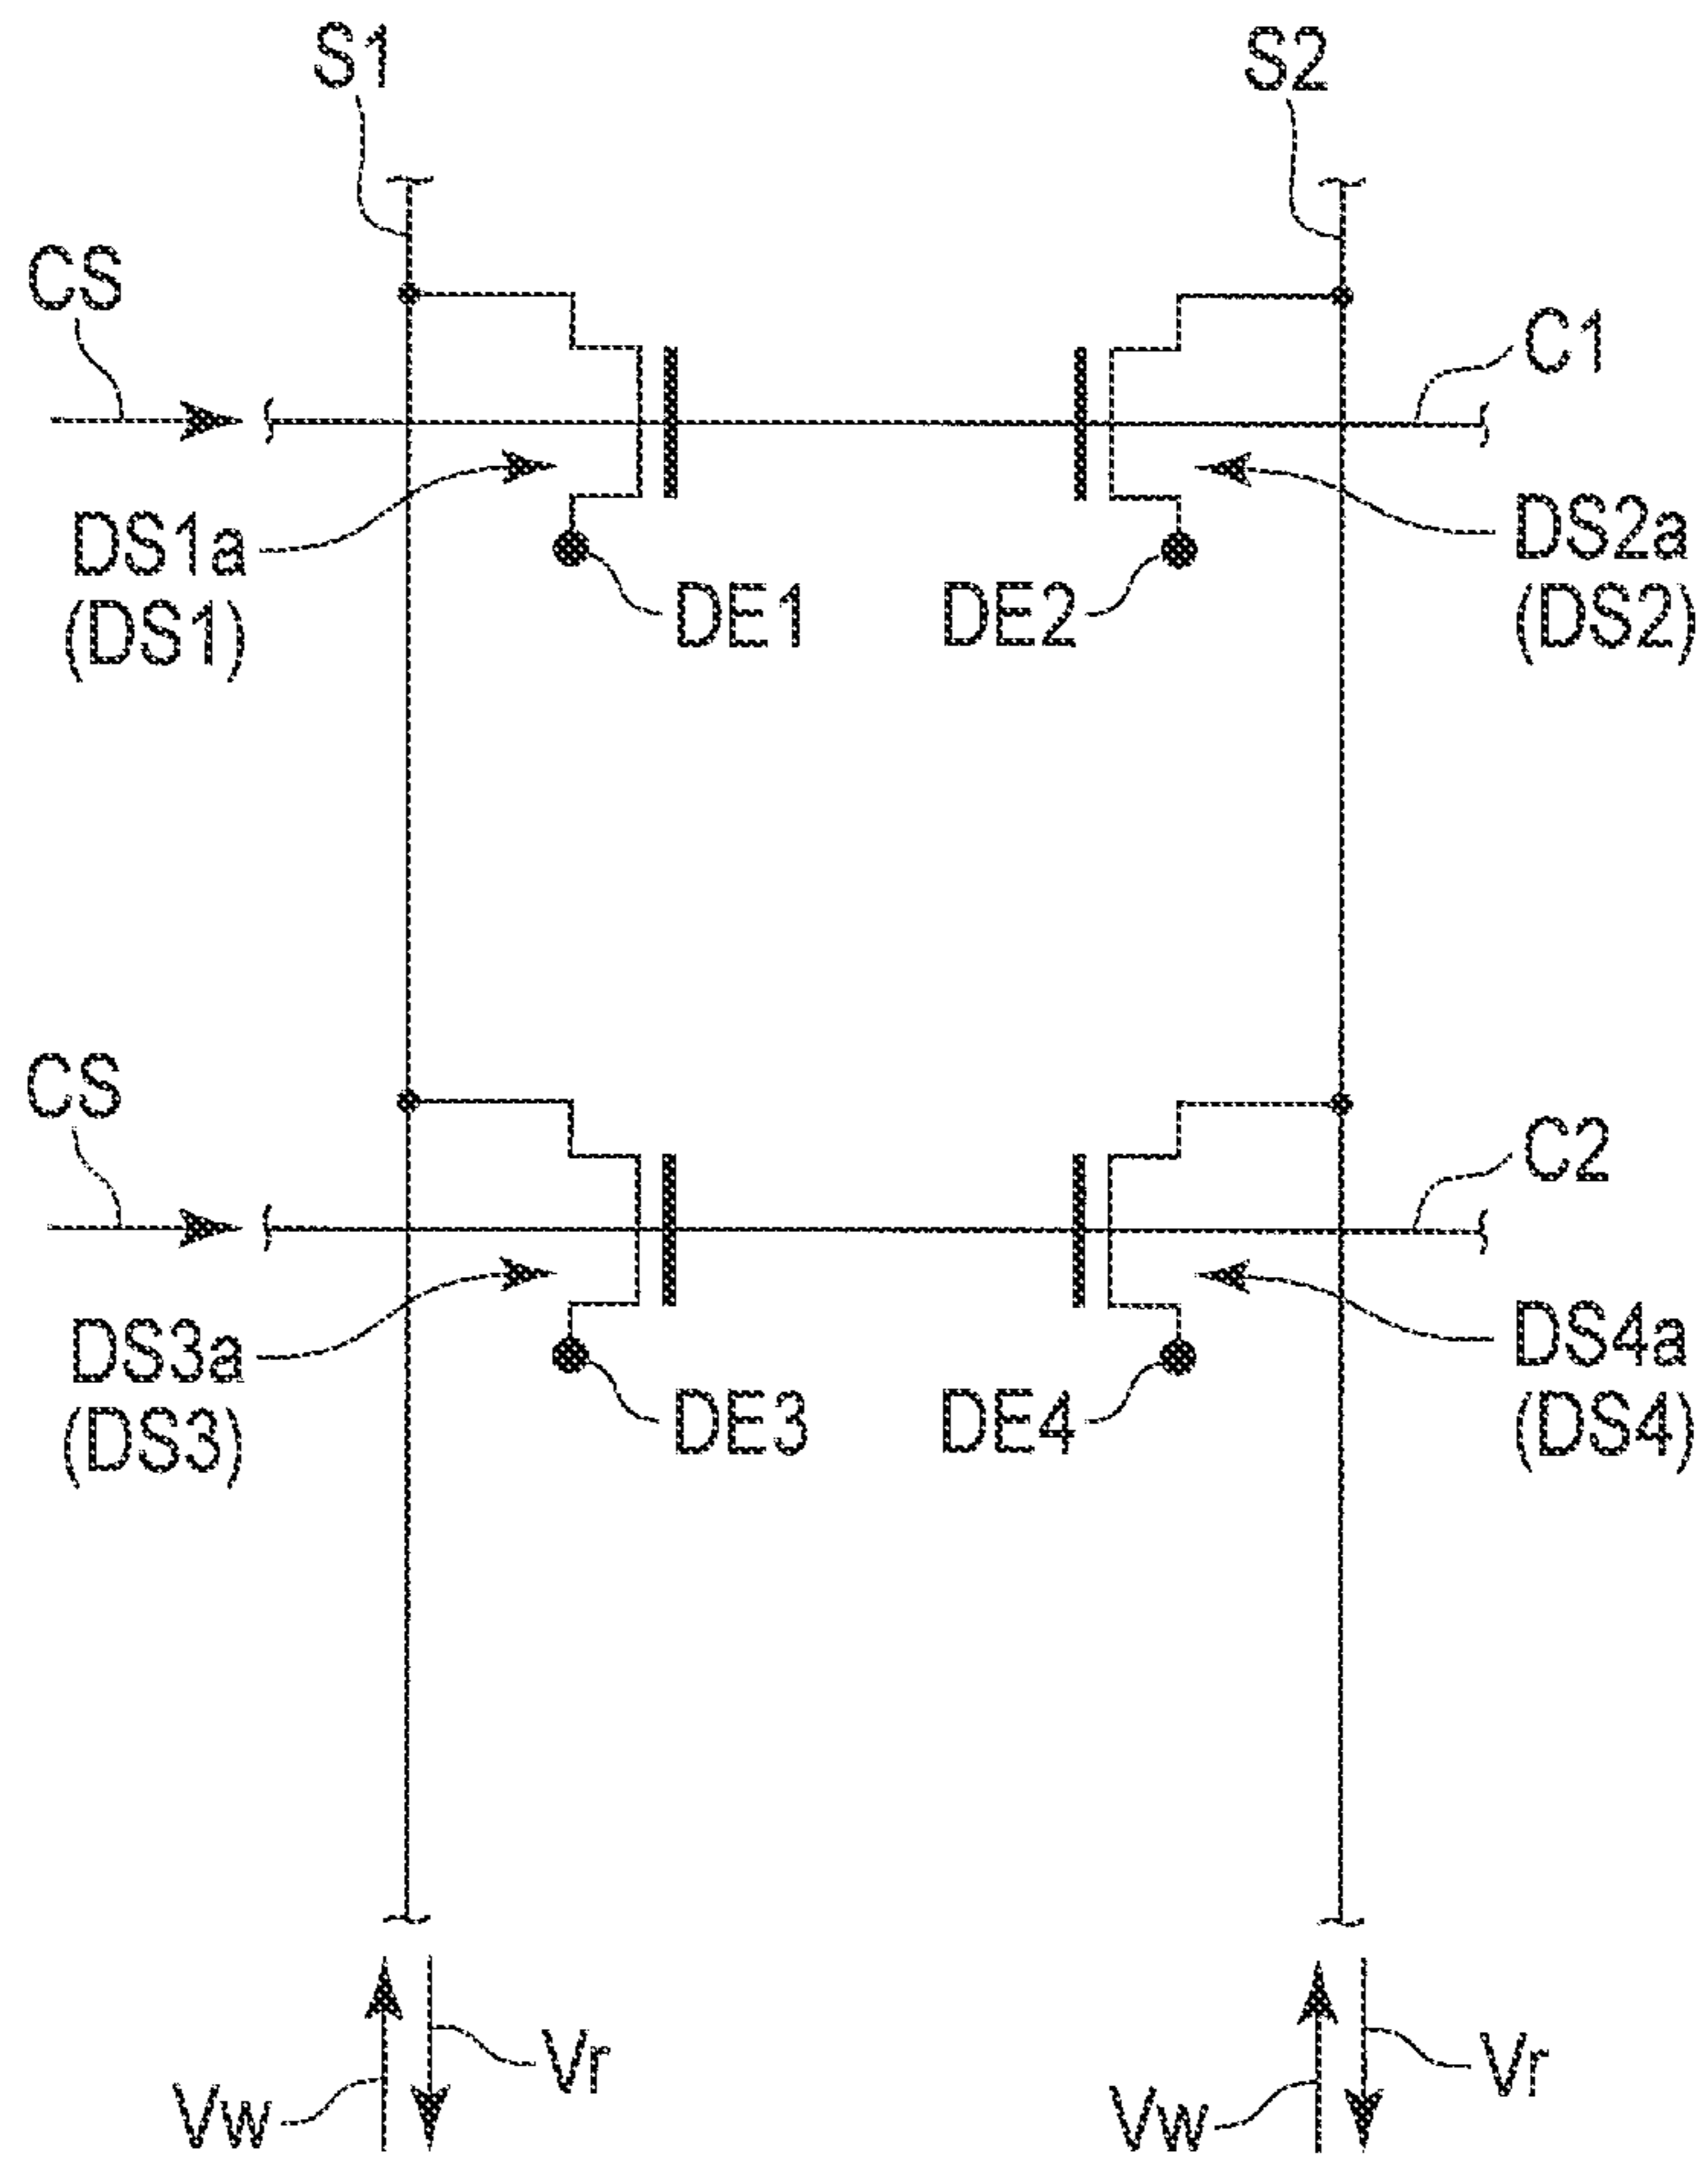 S1
S2
CS
C1
DS1a
(DS1)
DE1
DE2
DS2a
(DS2)
CS
C2
DS3a
(DS3)
DE3
DE4
DS4a
(DS4)
Vw
Vr
Vw
Vr